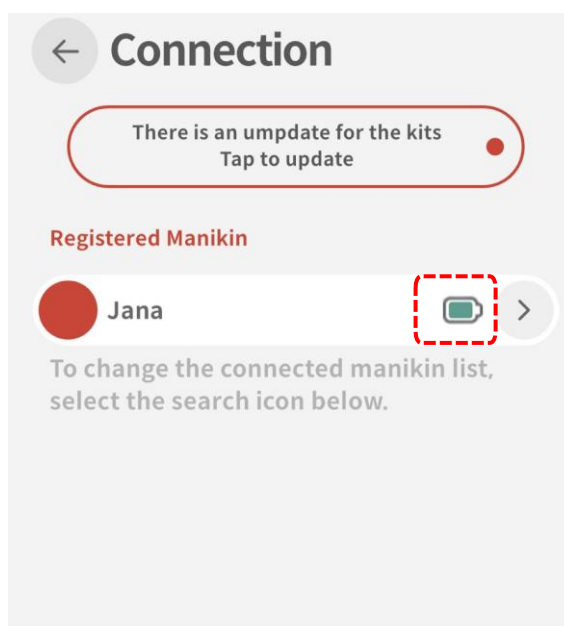 Connection
There is an umpdate for the kits
Tap to update
Registered Manikin
Jana
To change the connected manikin list,
select the search icon below.